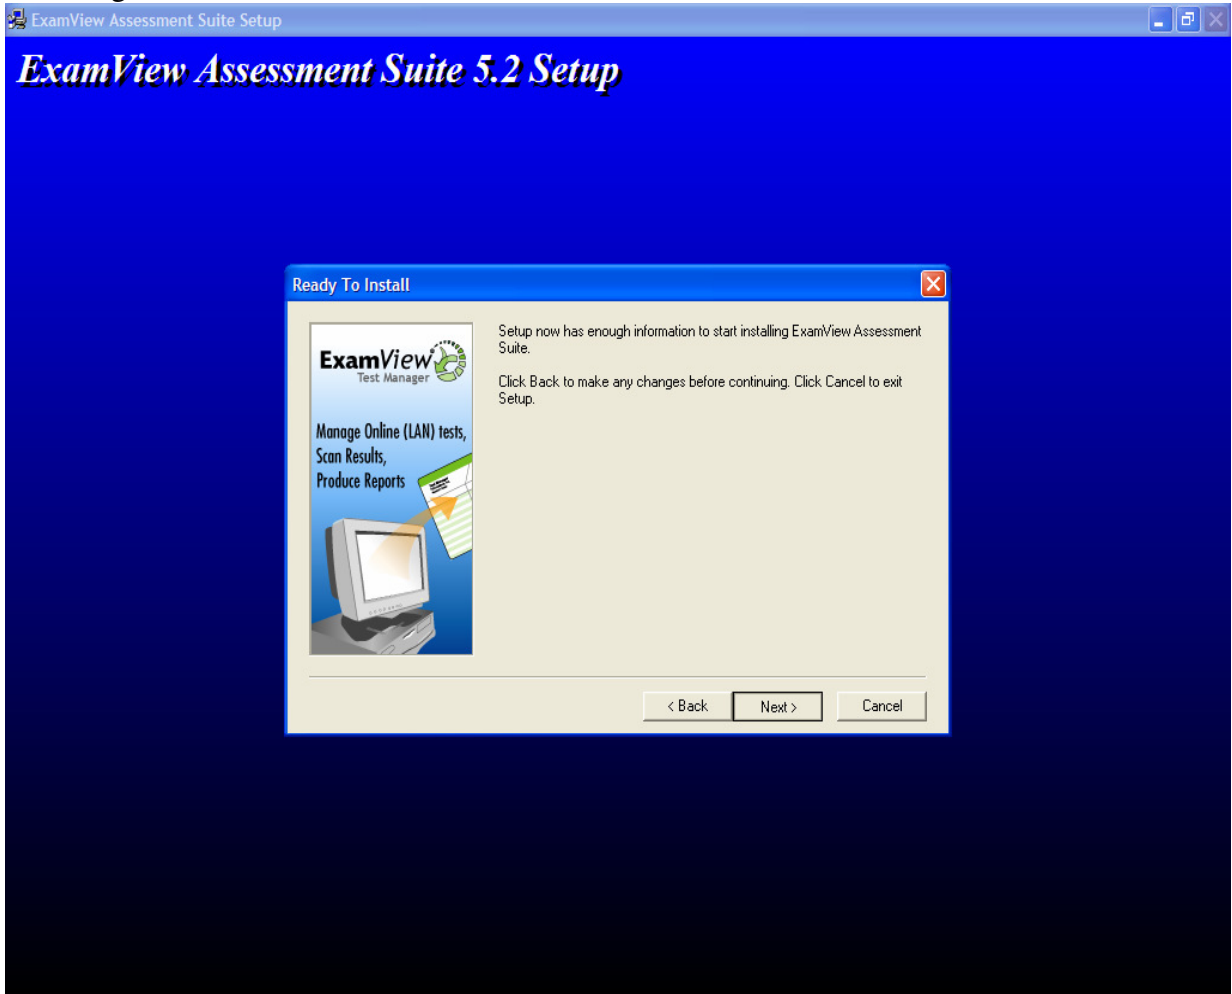 ExamView Assessment Suite Setup
ExamView Assessment Suite 5.2 Setup
Ready To Install
ExamView
Test Manager
Manage Online (LAN) tests,
Scan Results,
Produce Reports
Setup now has enough information to start installing ExamView Assessment
Suite.
Click Back to make any changes before continuing. Click Cancel to exit
Setup.
< Back Next > Cancel